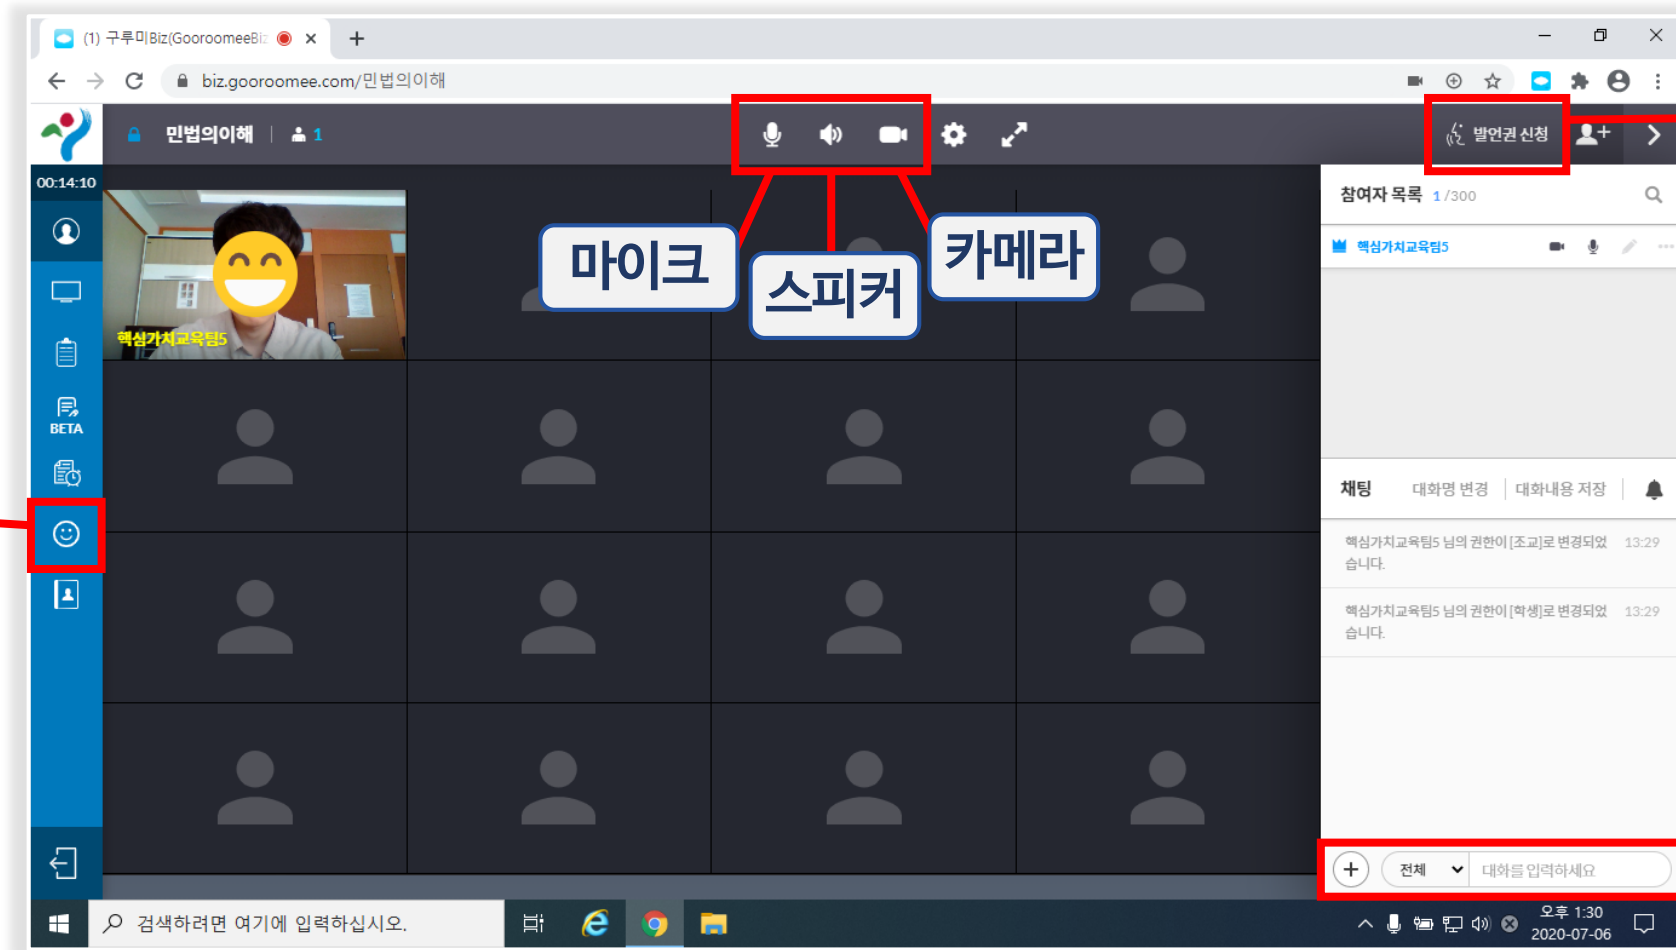 (1) 구루미Biz(GooroomeeBiz
biz.gooroomee.com/민법의이해
민법의이해 1
발언권 신청
00:14:10
참여자 목록 1/300
핵심가치교육팀5
마이크
스피커
카메라
핵심가치교육팀5
BETA
채팅 대화명 변경 대화내용 저장
핵심가치교육팀5 님의 권한이 [조교]로 변경되었 13:29
습니다.
핵심가치교육팀5 님의 권한이 [학생]로 변경되었 13:29
습니다.
전체 대화를 입력하세요
검색하려면 여기에 입력하십시오.
오후 1:30
2020-07-06